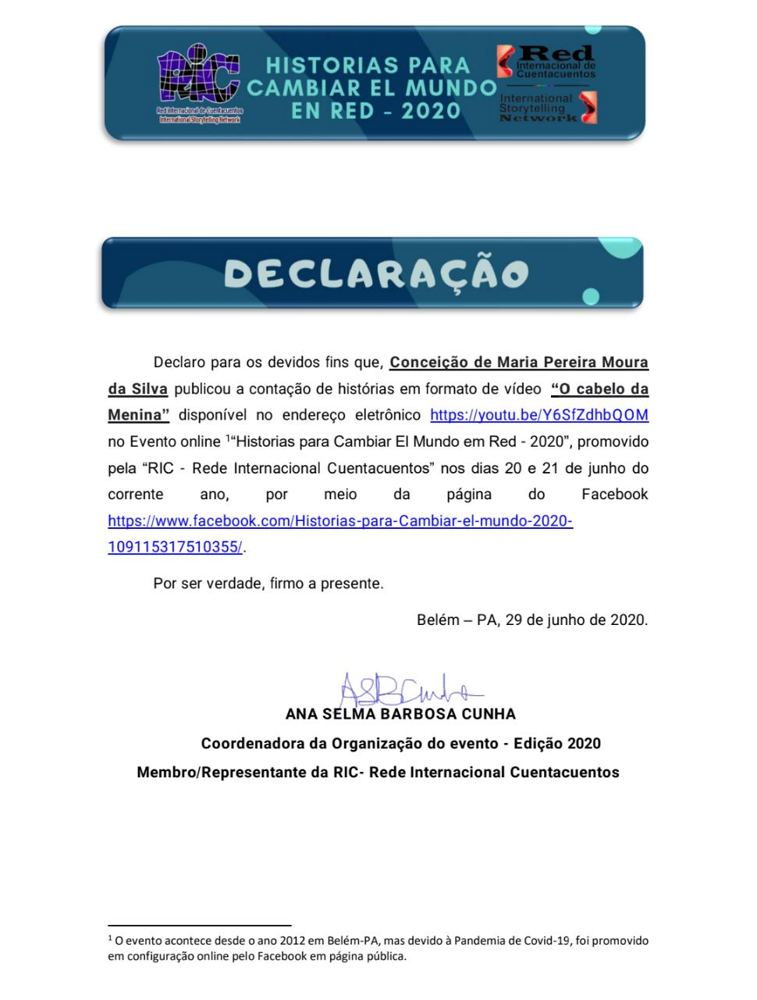 RIC
Red Internacional de Cuentacuentos
International Storytelling Network
HISTORIAS PARA
CAMBIAR EL MUNDO
EN RED - 2020
Red
Internacional de
Cuentacuentos
International
Storytelling
Network
DECLARAÇÃO
Declaro para os devidos fins que, Conceição de Maria Pereira Moura
da Silva publicou a contação de histórias em formato de vídeo “O cabelo da
Menina” disponível no endereço eletrônico https://youtu.be/Y6SfZdhbQOM
no Evento online ¹“Historias para Cambiar El Mundo em Red - 2020”, promovido
pela “RIC - Rede Internacional Cuentacuentos” nos dias 20 e 21 de junho do
corrente ano, por meio da página do Facebook
https://www.facebook.com/Historias-para-Cambiar-el-mundo-2020-
109115317510355/.
Por ser verdade, firmo a presente.
Belém – PA, 29 de junho de 2020.
ASBCunha
ANA SELMA BARBOSA CUNHA
Coordenadora da Organização do evento - Edição 2020
Membro/Representante da RIC- Rede Internacional Cuentacuentos
¹ O evento acontece desde o ano 2012 em Belém-PA, mas devido à Pandemia de Covid-19, foi promovido
em configuração online pelo Facebook em página pública.